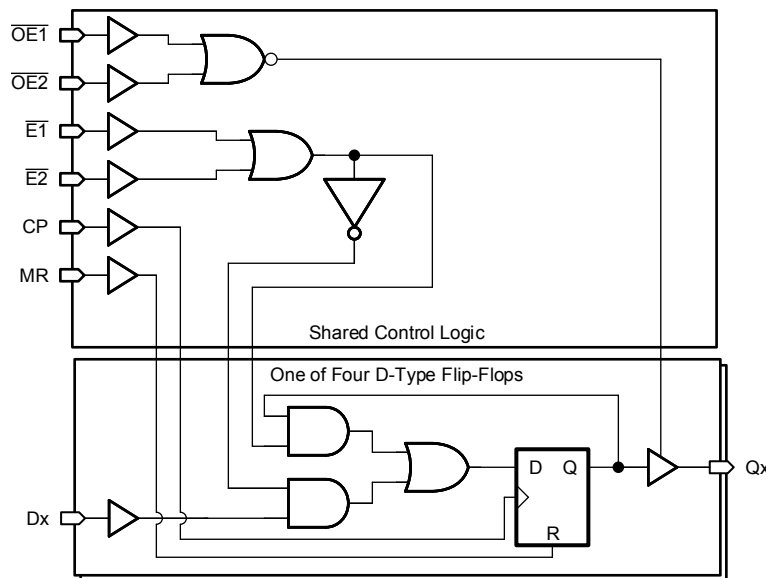 OE1
OE2
E1
E2
CP
MR
Shared Control Logic
One of Four D-Type Flip-Flops
D Q
R
Dx
Qx